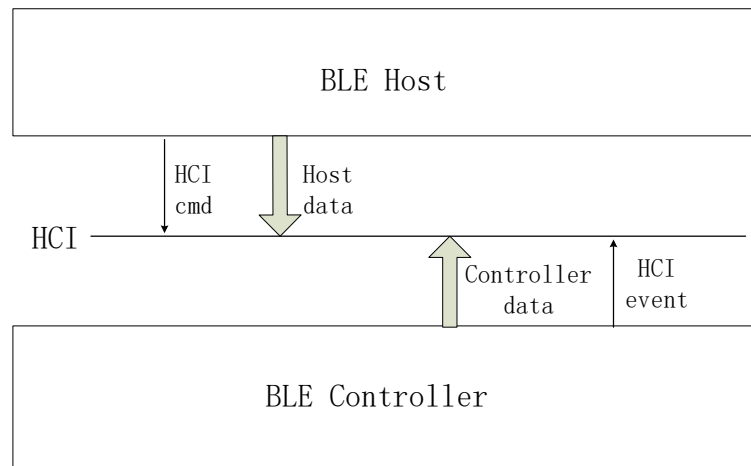 BLE Host
HCI
cmd
Host
data
HCI
Controller
data
HCI
event
BLE Controller